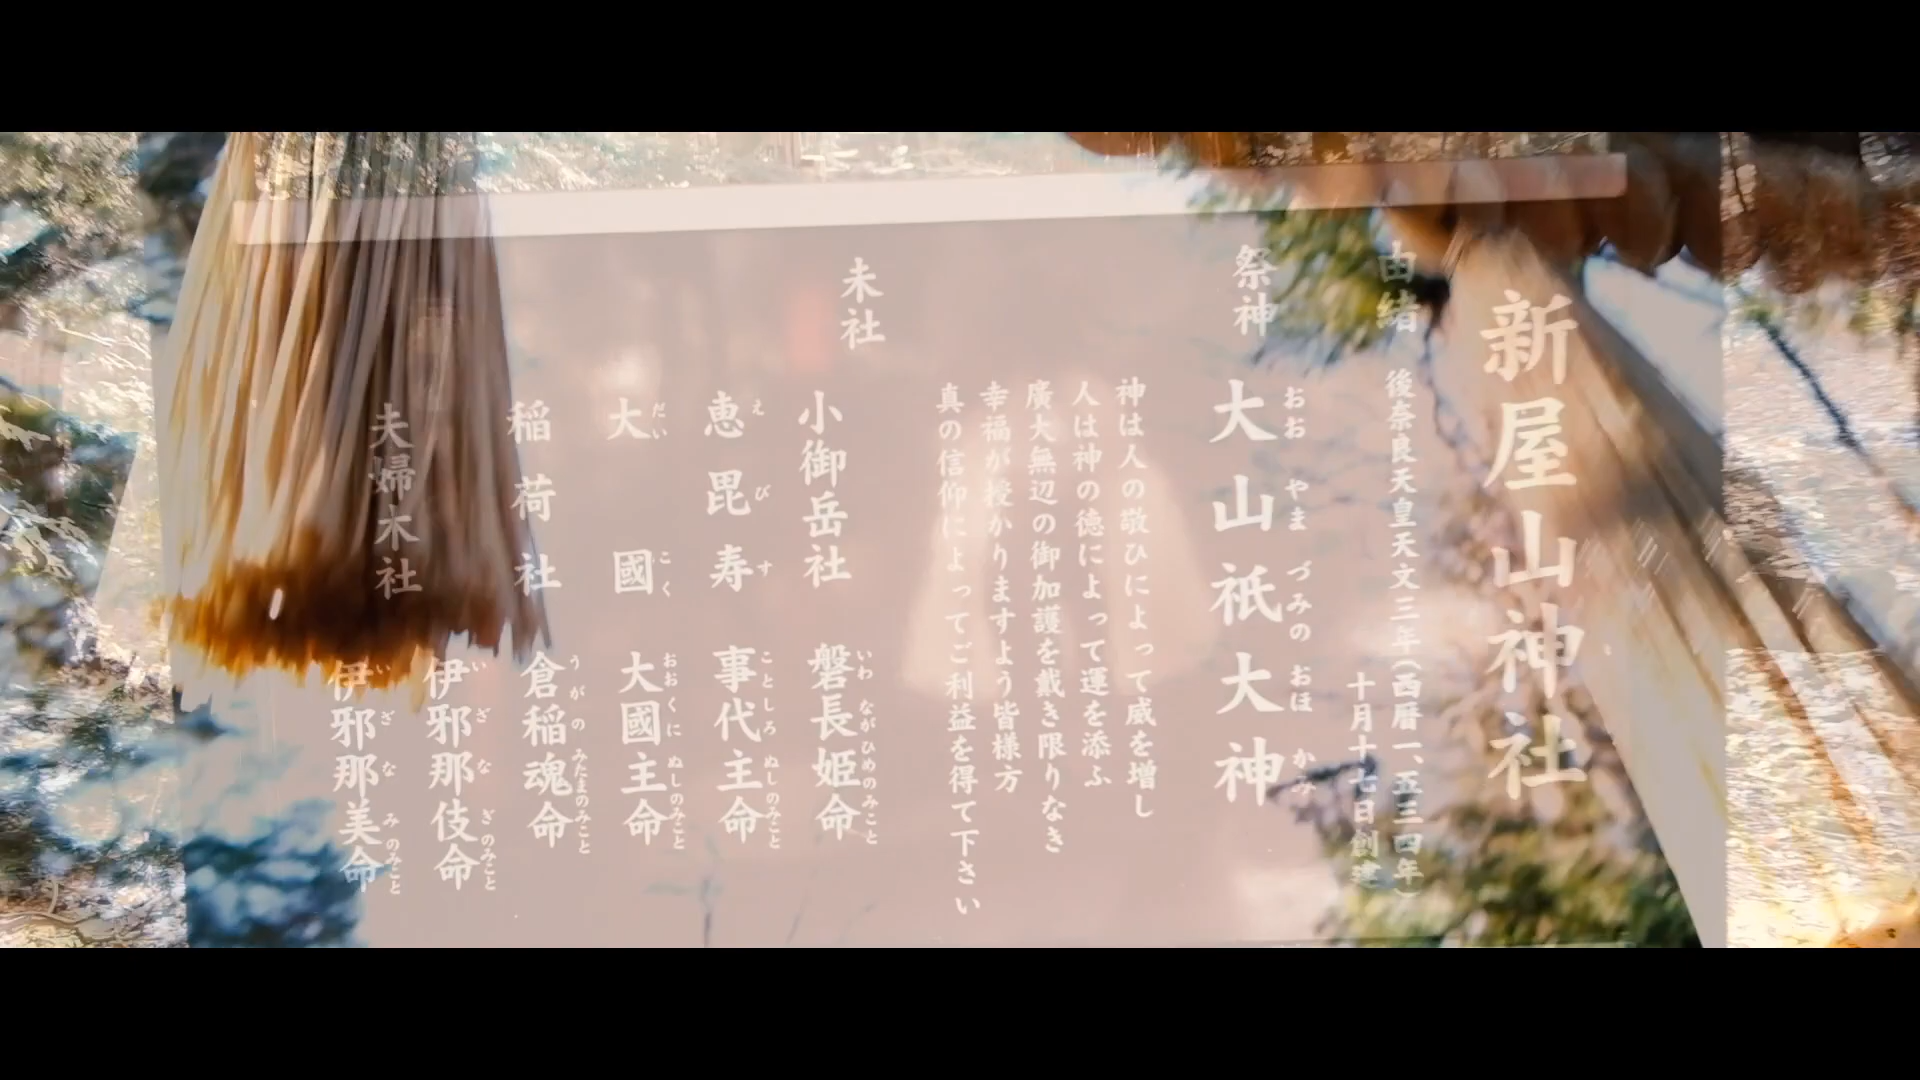 新屋山神社
由緒
後奈良天皇天文三年(西暦一、五三四年)
十月十七日創建
祭神
大山祇大神
おお やま づみの おほ かみ
神は人の敬ひによって威を増し
人は神の徳によって運を添ふ
廣大無辺の御加護を戴き限りなき
幸福が授かりますよう皆様方
真の信仰によってご利益を得て下さい
末社
小御岳社
磐長姫命
いわ ながひめのみこと
恵毘寿
え び す
事代主命
ことしろ ぬしのみこと
大國
だい こく
大國主命
おおくに ぬしのみこと
稲荷社
倉稲魂命
うがの みたまのみこと
夫婦木社
伊邪那伎命
い ざ な ぎのみこと
伊邪那美命
い ざ な みのみこと